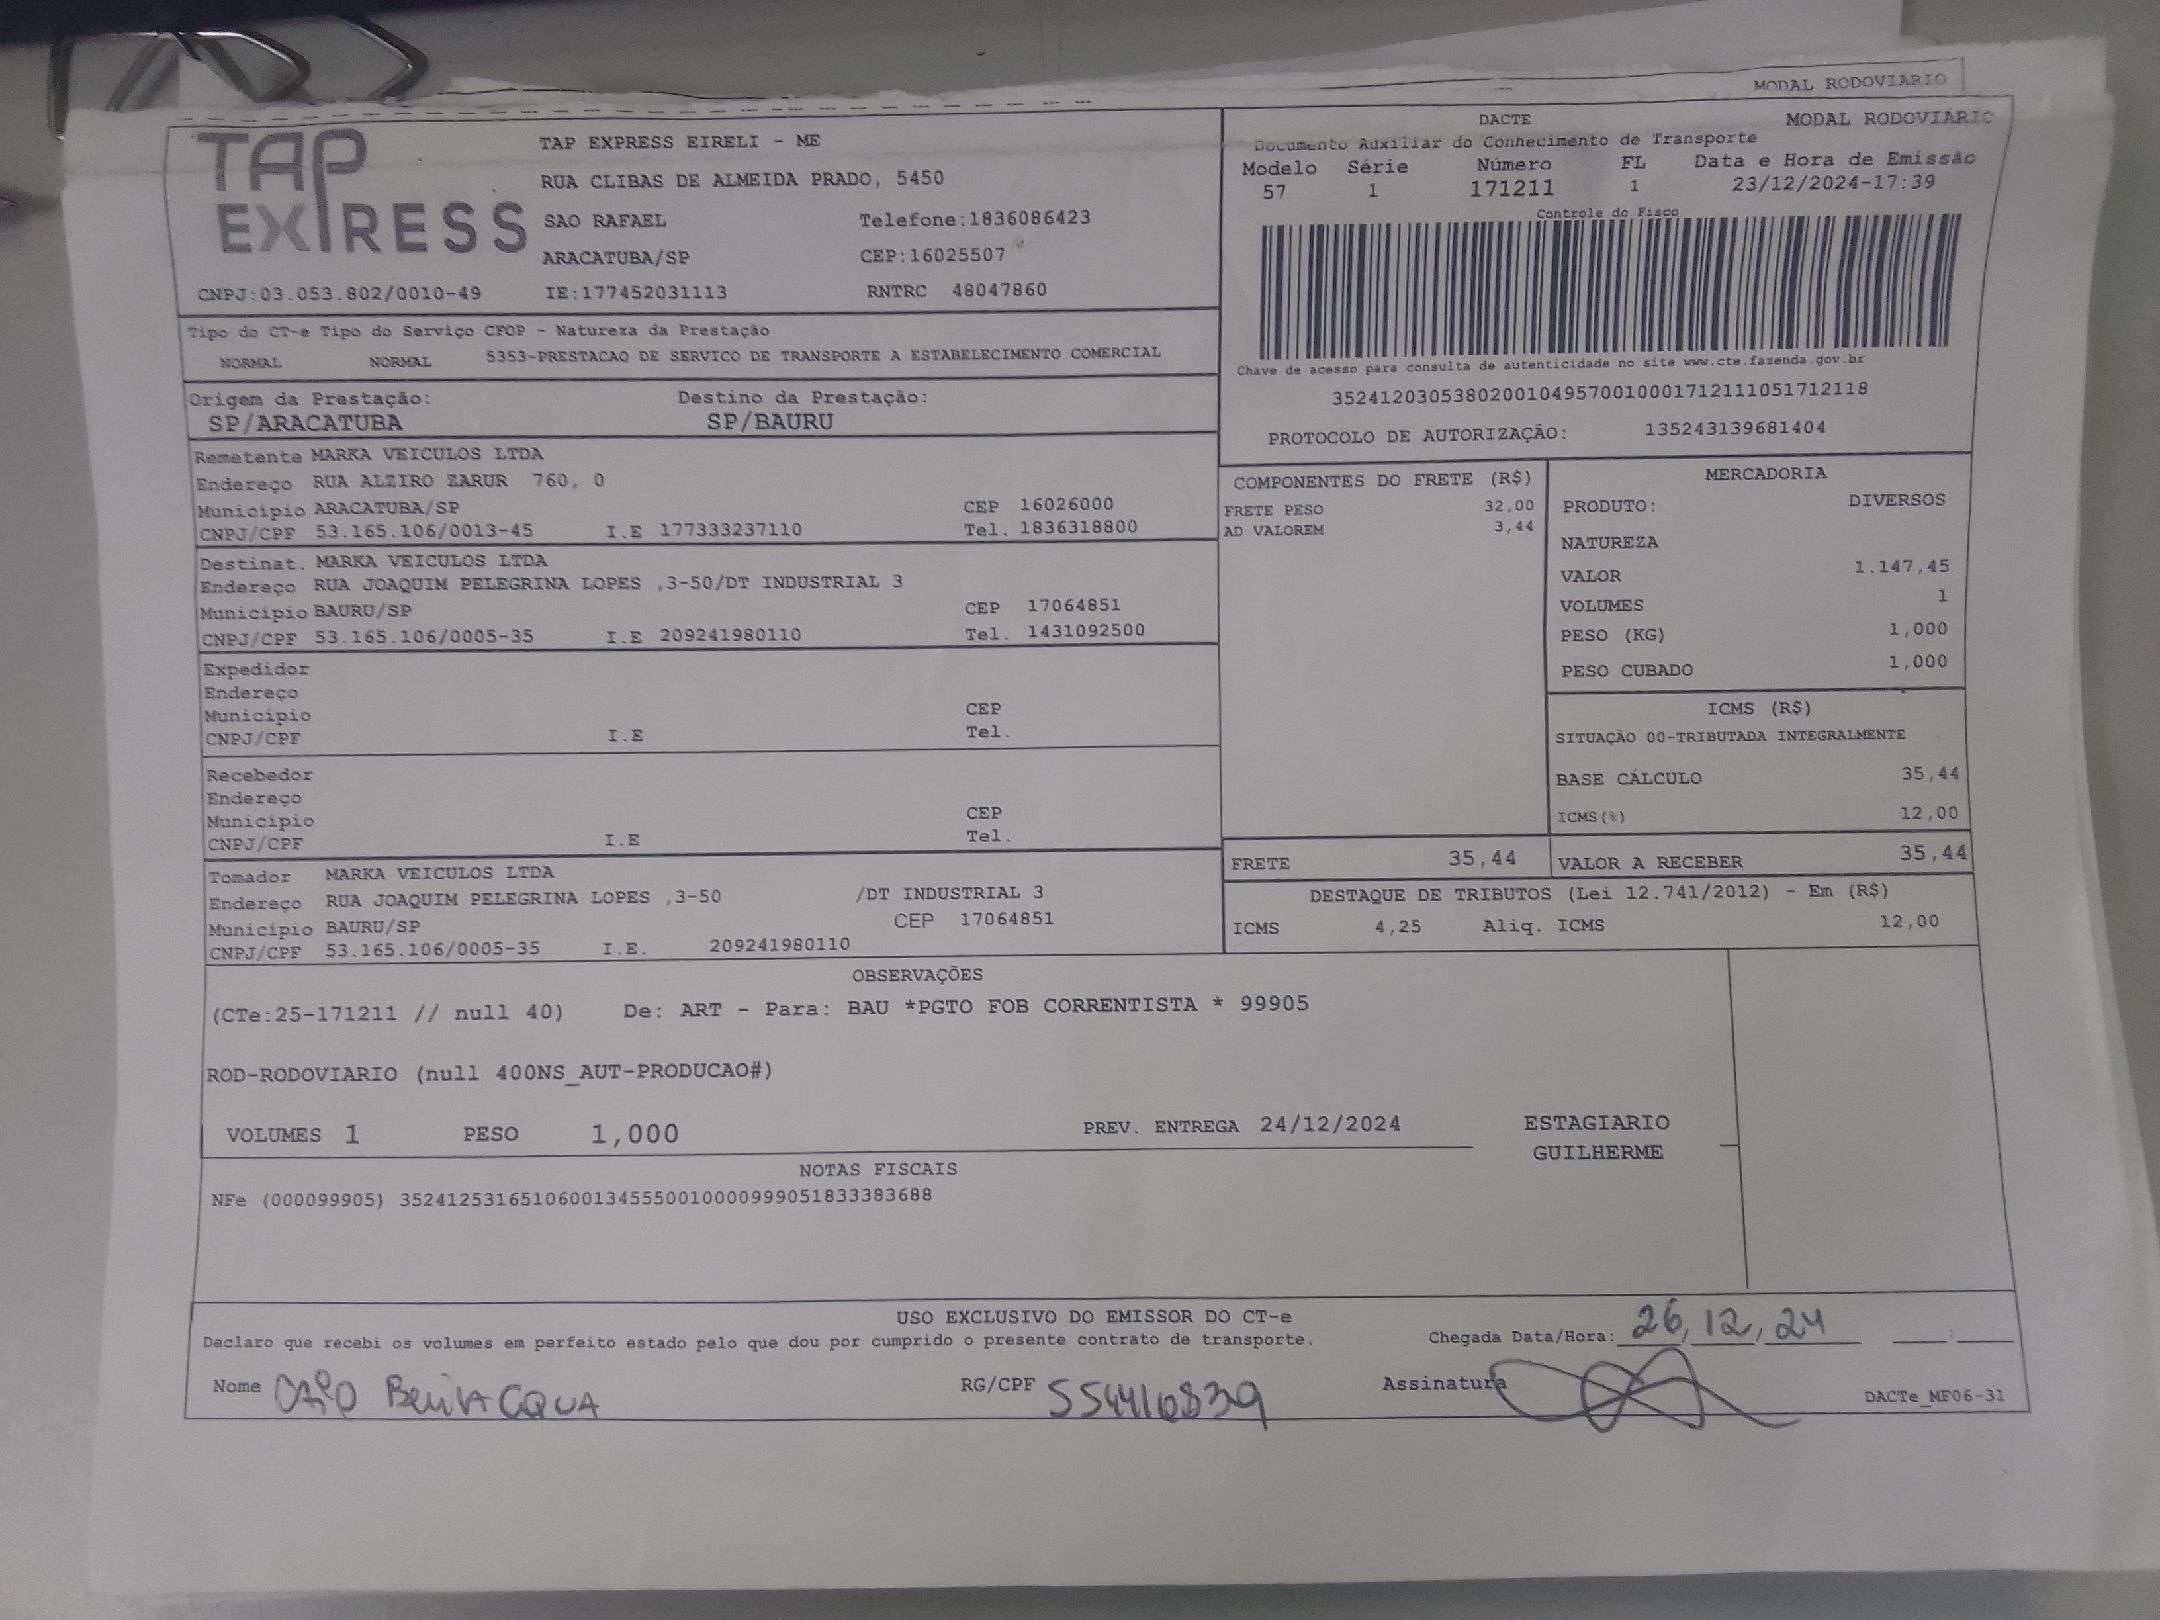 MODAL RODOVIÁRIO
TAP EXPRESS
TAP EXPRESS EIRELI - ME
RUA CLIBAS DE ALMEIDA PRADO, 5450
SAO RAFAEL Telefone:1836086423
ARACATUBA/SP CEP:16025507
CNPJ:03.053.802/0010-49 IE:177452031113 RNTRC 48047860
DACTE MODAL RODOVIÁRIO
Documento Auxiliar do Conhecimento de Transporte
Modelo Série Número FL Data e Hora de Emissão
57 1 171211 1 23/12/2024-17:39
Controle do Fisco
Chave de acesso para consulta de autenticidade no site www.cte.fazenda.gov.br
35241203053802001049570010001712111051712118
PROTOCOLO DE AUTORIZAÇÃO: 135243139681404
Tipo do CT-e Tipo do Serviço CFOP - Natureza da Prestação
NORMAL NORMAL 5353-PRESTACAO DE SERVICO DE TRANSPORTE A ESTABELECIMENTO COMERCIAL
Origem da Prestação: Destino da Prestação:
SP/ARACATUBA SP/BAURU
Remetente MARKA VEICULOS LTDA
Endereço RUA ALZIRO ZARUR 760, 0
Município ARACATUBA/SP CEP 16026000
CNPJ/CPF 53.165.106/0013-45 I.E 177333237110 Tel. 1836318800
Destinat. MARKA VEICULOS LTDA
Endereço RUA JOAQUIM PELEGRINA LOPES ,3-50/DT INDUSTRIAL 3
Município BAURU/SP CEP 17064851
CNPJ/CPF 53.165.106/0005-35 I.E 209241980110 Tel. 1431092500
Expedidor
Endereço
Município CEP
CNPJ/CPF I.E Tel.
Recebedor
Endereço
Município CEP
CNPJ/CPF I.E Tel.
Tomador MARKA VEICULOS LTDA
Endereço RUA JOAQUIM PELEGRINA LOPES ,3-50 /DT INDUSTRIAL 3
Município BAURU/SP CEP 17064851
CNPJ/CPF 53.165.106/0005-35 I.E. 209241980110
COMPONENTES DO FRETE (R$)
FRETE PESO 32,00
AD VALOREM 3,44
MERCADORIA
PRODUTO: DIVERSOS
NATUREZA
VALOR 1.147,45
VOLUMES 1
PESO (KG) 1,000
PESO CUBADO 1,000
ICMS (R$)
SITUAÇÃO 00-TRIBUTADA INTEGRALMENTE
BASE CÁLCULO 35,44
ICMS(%) 12,00
FRETE 35,44 VALOR A RECEBER 35,44
DESTAQUE DE TRIBUTOS (Lei 12.741/2012) - Em (R$)
ICMS 4,25 Aliq. ICMS 12,00
OBSERVAÇÕES
(CTe:25-171211 // null 40) De: ART - Para: BAU *PGTO FOB CORRENTISTA * 99905
ROD-RODOVIARIO (null 400NS_AUT-PRODUCAO#)
VOLUMES 1 PESO 1,000 PREV. ENTREGA 24/12/2024 ESTAGIARIO
GUILHERME
NOTAS FISCAIS
NFe (000099905) 35241253165106001345550010000999051833383688
USO EXCLUSIVO DO EMISSOR DO CT-e
Declaro que recebi os volumes em perfeito estado pelo que dou por cumprido o presente contrato de transporte. Chegada Data/Hora: 26/12/24 :
Nome RG/CPF Assinatura DACTe_MF06-31